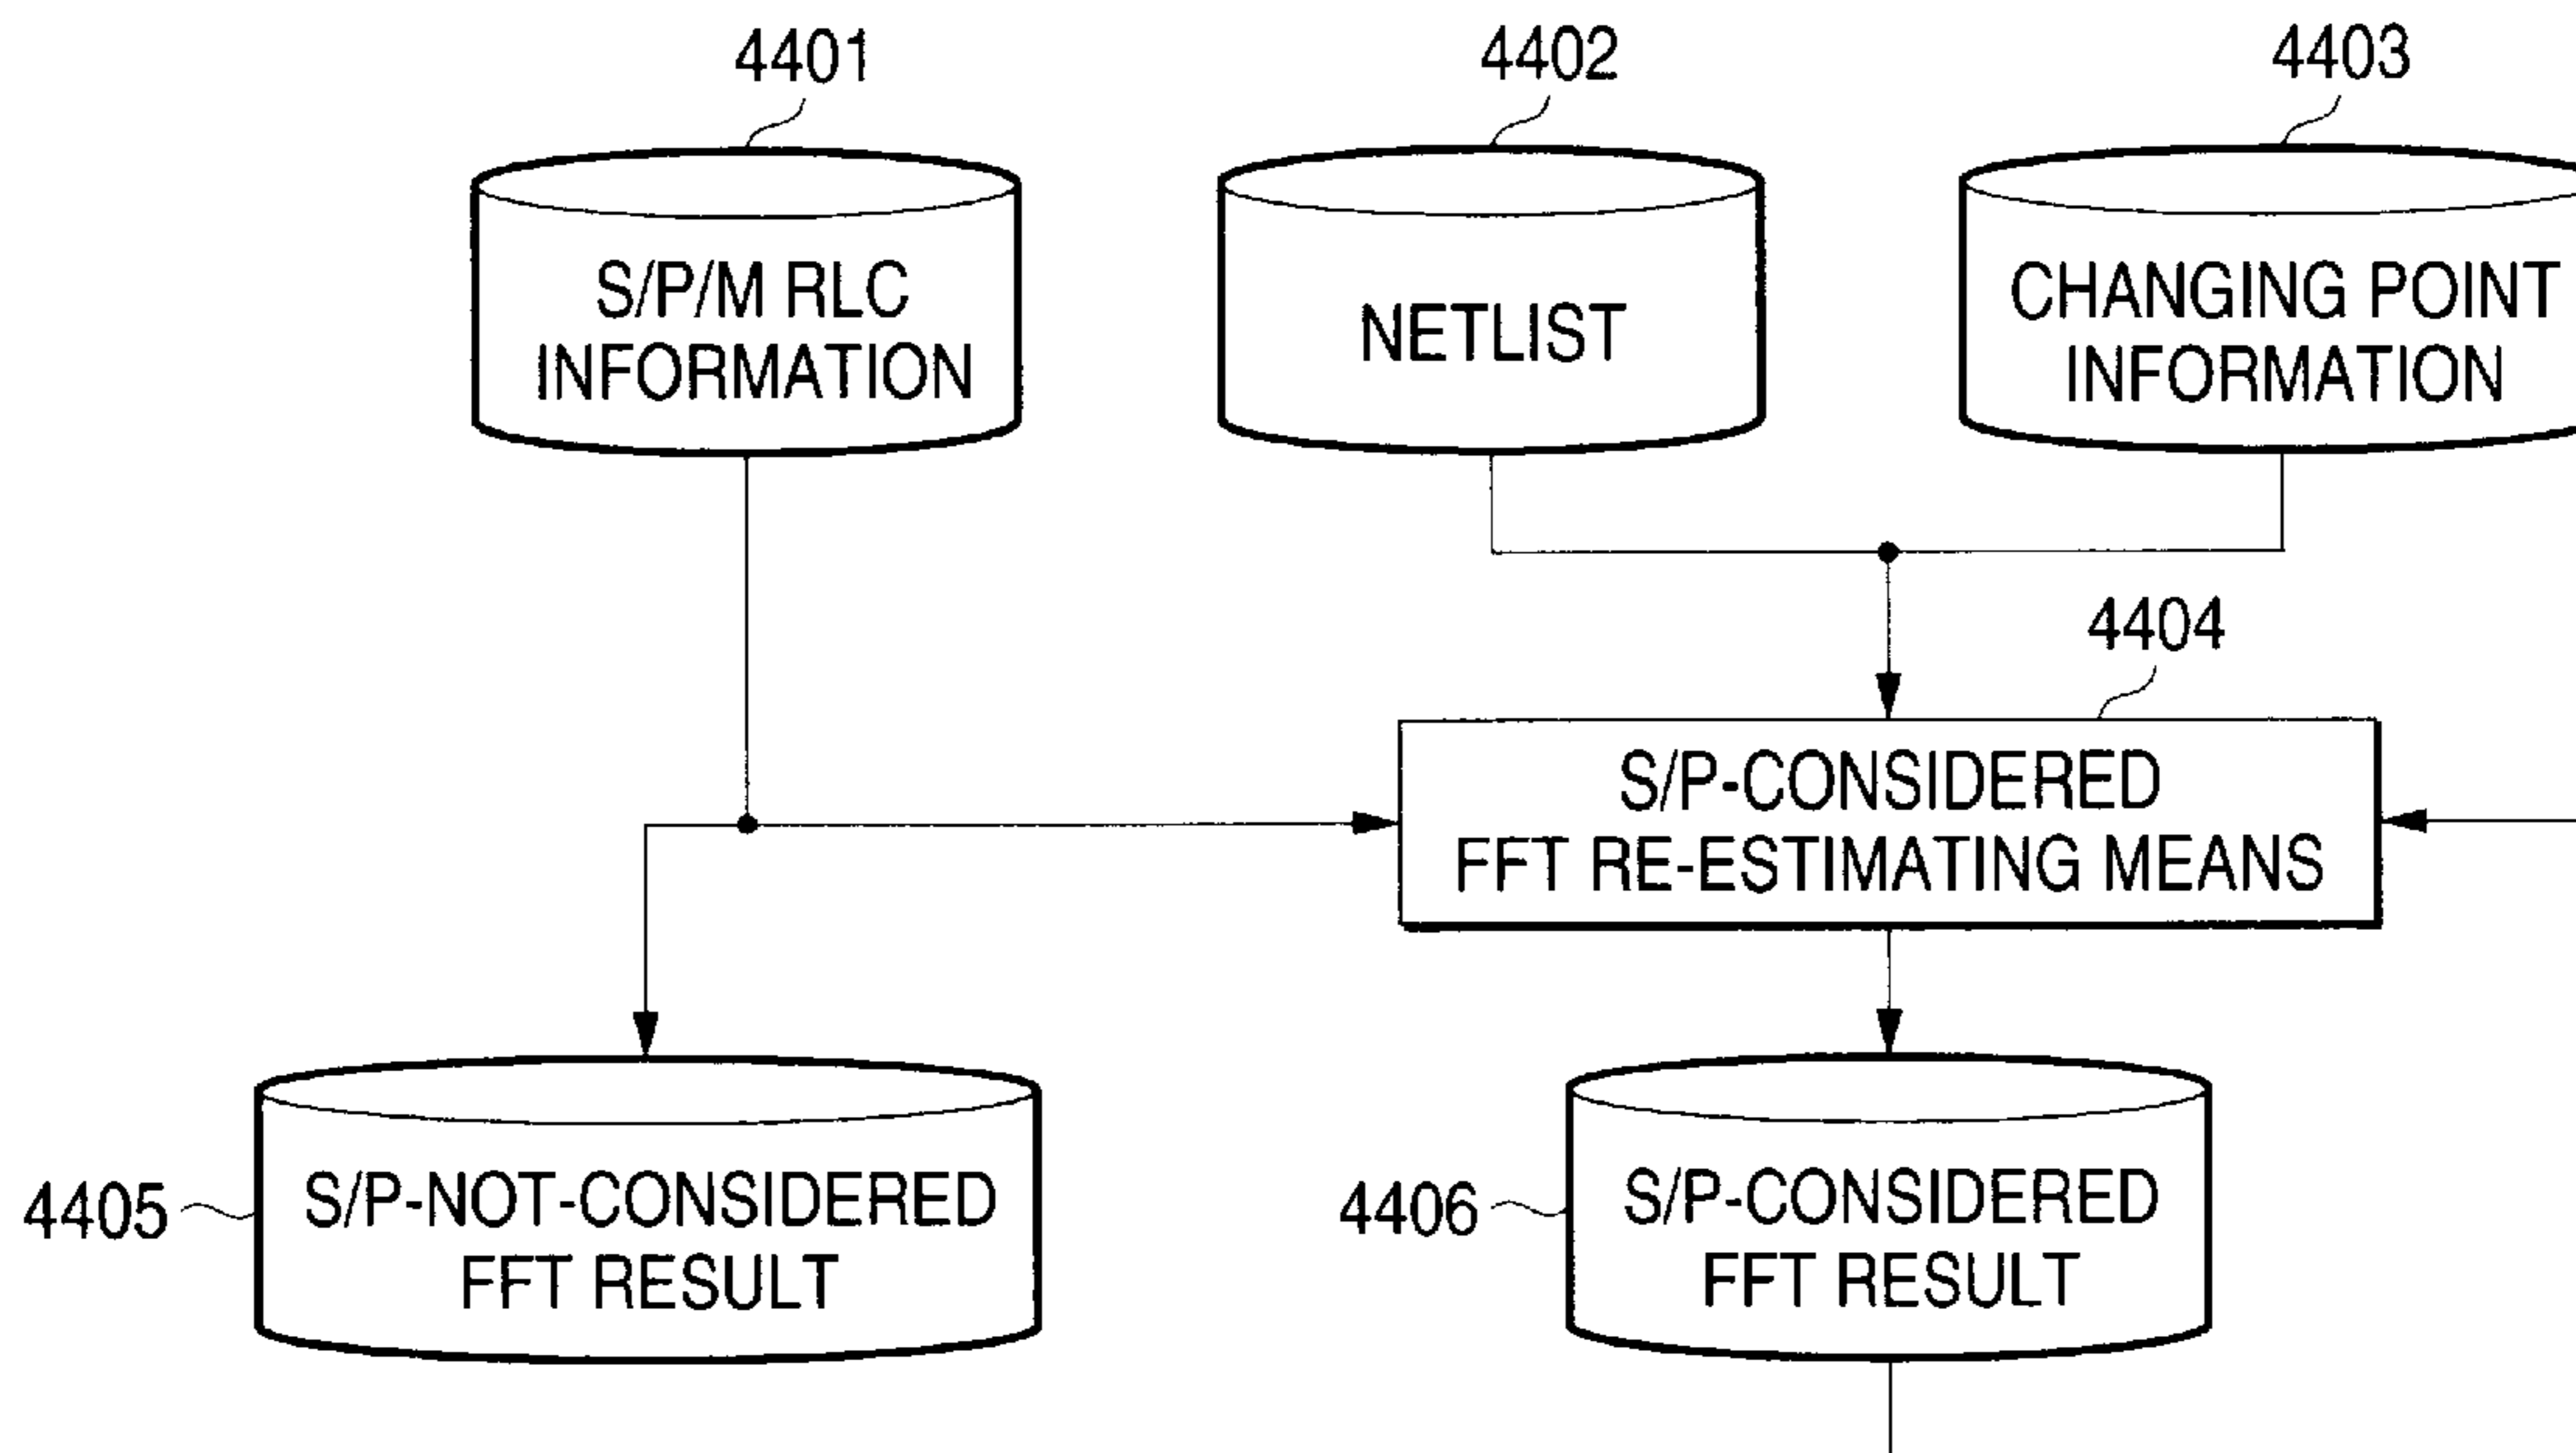 4401
4402
4403
S/P/M RLC
INFORMATION
NETLIST
CHANGING POINT
INFORMATION
4404
S/P-CONSIDERED
FFT RE-ESTIMATING MEANS
4405
S/P-NOT-CONSIDERED
FFT RESULT
4406
S/P-CONSIDERED
FFT RESULT